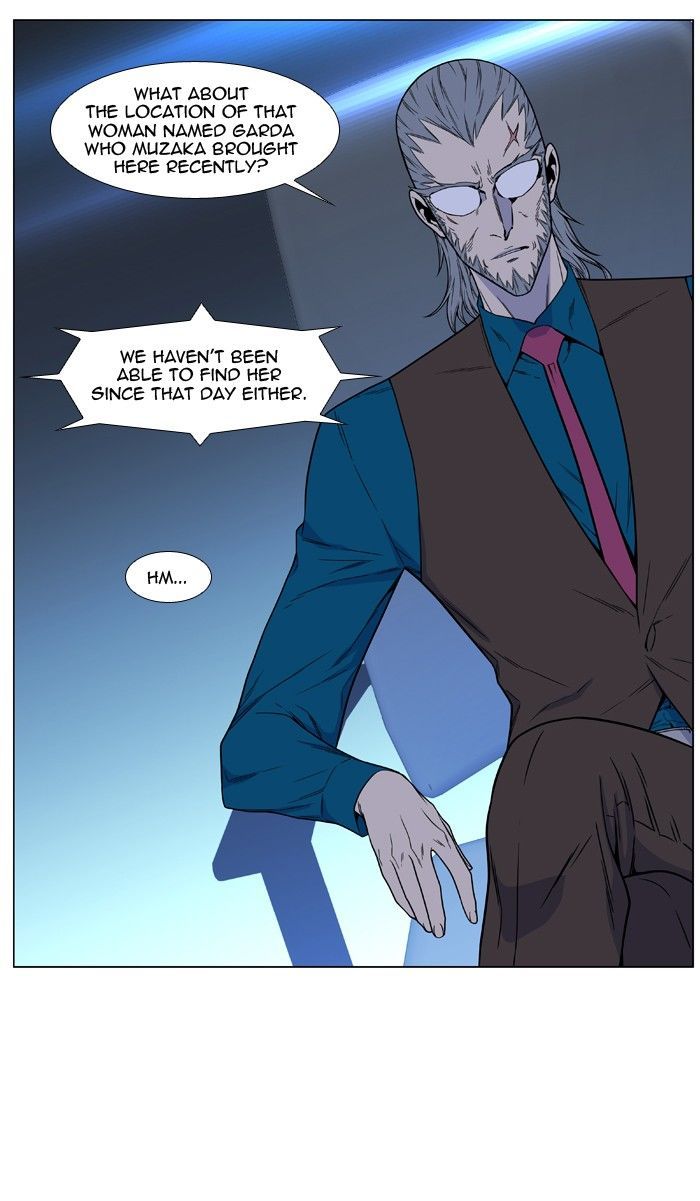 WHAT ABOUT
THE LOCATION OF THAT
WOMAN NAMED GARDA
WHO MUZAKA BROUGHT
HERE RECENTLY?
WE HAVEN'T BEEN
ABLE TO FIND HER
SINCE THAT DAY EITHER.
HM...